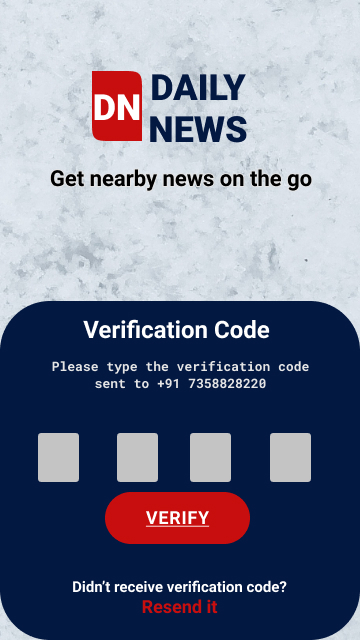 DN
DAILY
NEWS
Get nearby news on the go
Verification Code
Please type the verification code
sent to +91 7358828220
VERIFY
Didn't receive verification code?
Resend it